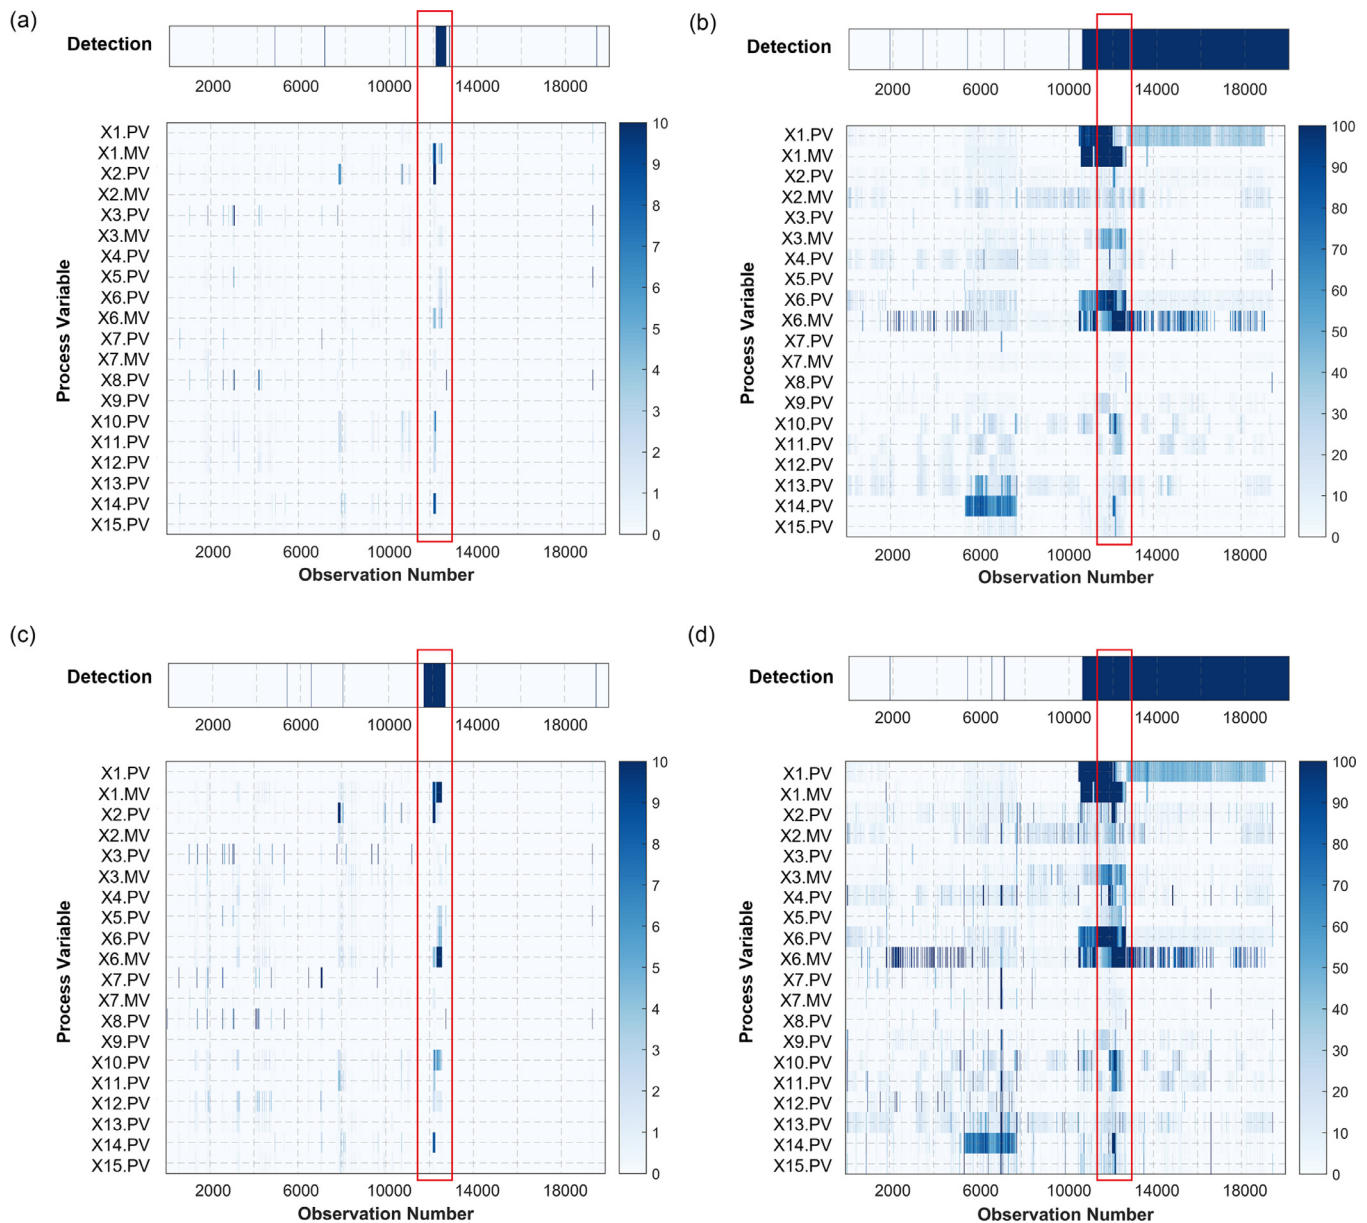 (a)
Detection
2000 6000 10000 14000 18000
X1.PV
X1.MV
X2.PV
X2.MV
X3.PV
X3.MV
X4.PV
X5.PV
X6.PV
X6.MV
X7.PV
X7.MV
X8.PV
X9.PV
X10.PV
X11.PV
X12.PV
X13.PV
X14.PV
X15.PV
Process Variable
2000 6000 10000 14000 18000
Observation Number
10
9
8
7
6
5
4
3
2
1
0
(b)
Detection
2000 6000 10000 14000 18000
X1.PV
X1.MV
X2.PV
X2.MV
X3.PV
X3.MV
X4.PV
X5.PV
X6.PV
X6.MV
X7.PV
X7.MV
X8.PV
X9.PV
X10.PV
X11.PV
X12.PV
X13.PV
X14.PV
X15.PV
Process Variable
2000 6000 10000 14000 18000
Observation Number
100
90
80
70
60
50
40
30
20
10
0
(c)
Detection
2000 6000 10000 14000 18000
X1.PV
X1.MV
X2.PV
X2.MV
X3.PV
X3.MV
X4.PV
X5.PV
X6.PV
X6.MV
X7.PV
X7.MV
X8.PV
X9.PV
X10.PV
X11.PV
X12.PV
X13.PV
X14.PV
X15.PV
Process Variable
2000 6000 10000 14000 18000
Observation Number
10
9
8
7
6
5
4
3
2
1
0
(d)
Detection
2000 6000 10000 14000 18000
X1.PV
X1.MV
X2.PV
X2.MV
X3.PV
X3.MV
X4.PV
X5.PV
X6.PV
X6.MV
X7.PV
X7.MV
X8.PV
X9.PV
X10.PV
X11.PV
X12.PV
X13.PV
X14.PV
X15.PV
Process Variable
2000 6000 10000 14000 18000
Observation Number
100
90
80
70
60
50
40
30
20
10
0